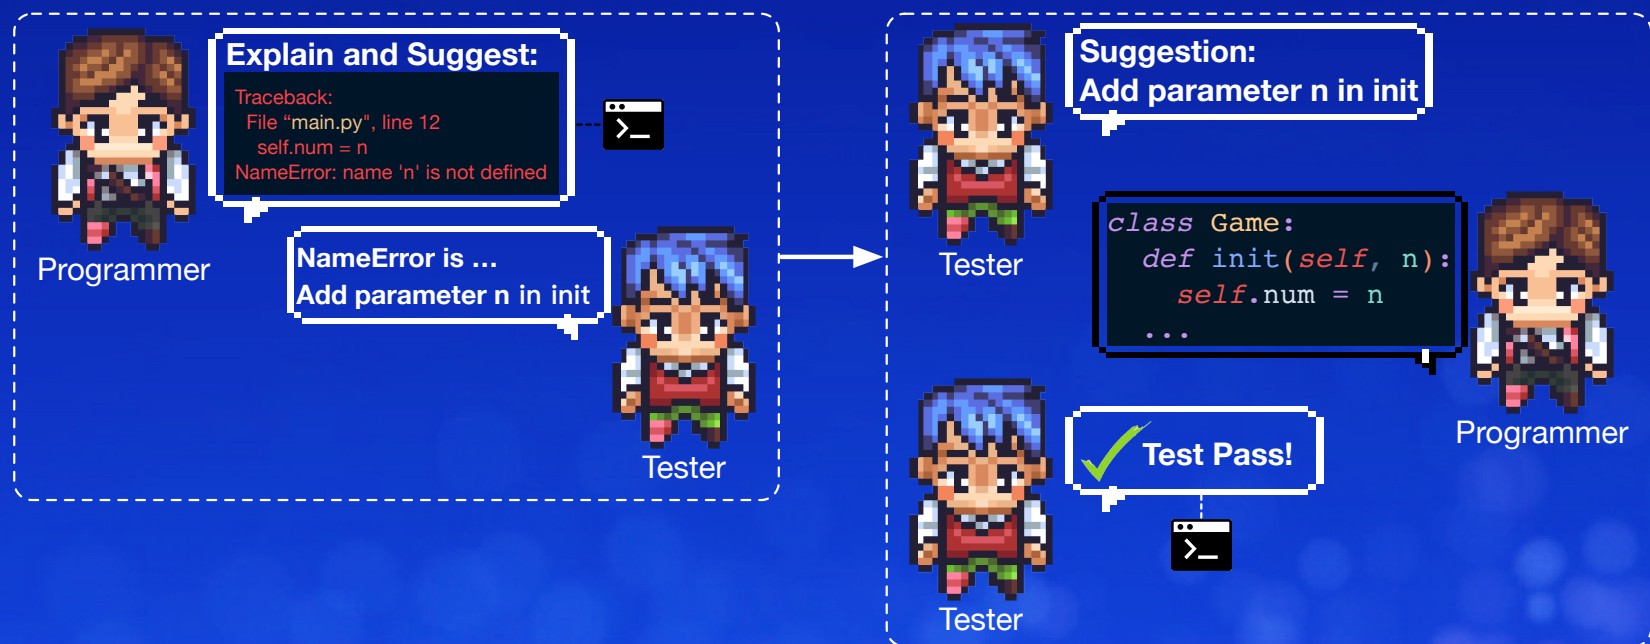 Explain and Suggest:
Traceback:
File “main.py", line 12
self.num = n
NameError: name 'n' is not defined
Programmer
NameError is ...
Add parameter n in init
Tester
Suggestion:
Add parameter n in init
Tester
class Game:
def init(self, n):
self.num = n
...
Programmer
Test Pass!
Tester